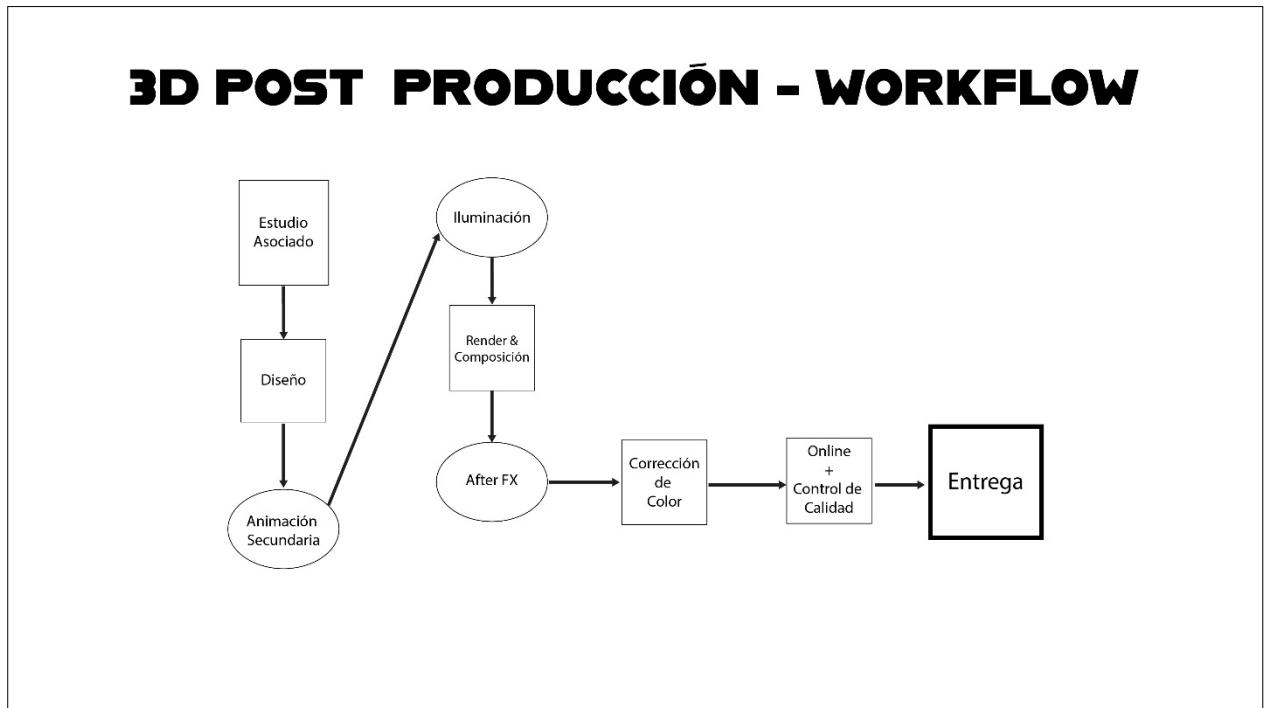 3D POST PRODUCCIÓN - WORKFLOW
Estudio
Asociado
Diseño
Animación
Secundaria
Iluminación
Render &
Composición
After FX
Corrección
de
Color
Online
+
Control de
Calidad
Entrega